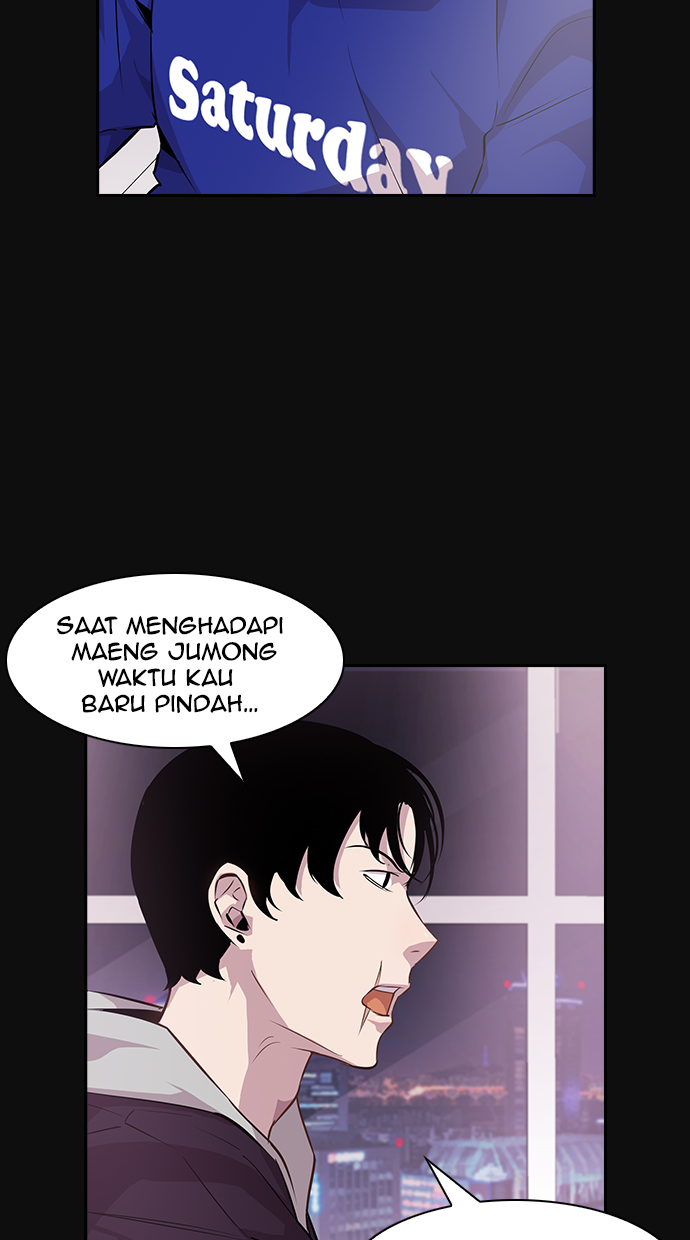 Saturday
SAAT MENGHADAPI
MAENG JUMONG
WAKTU KAU
BARU PINDAH...